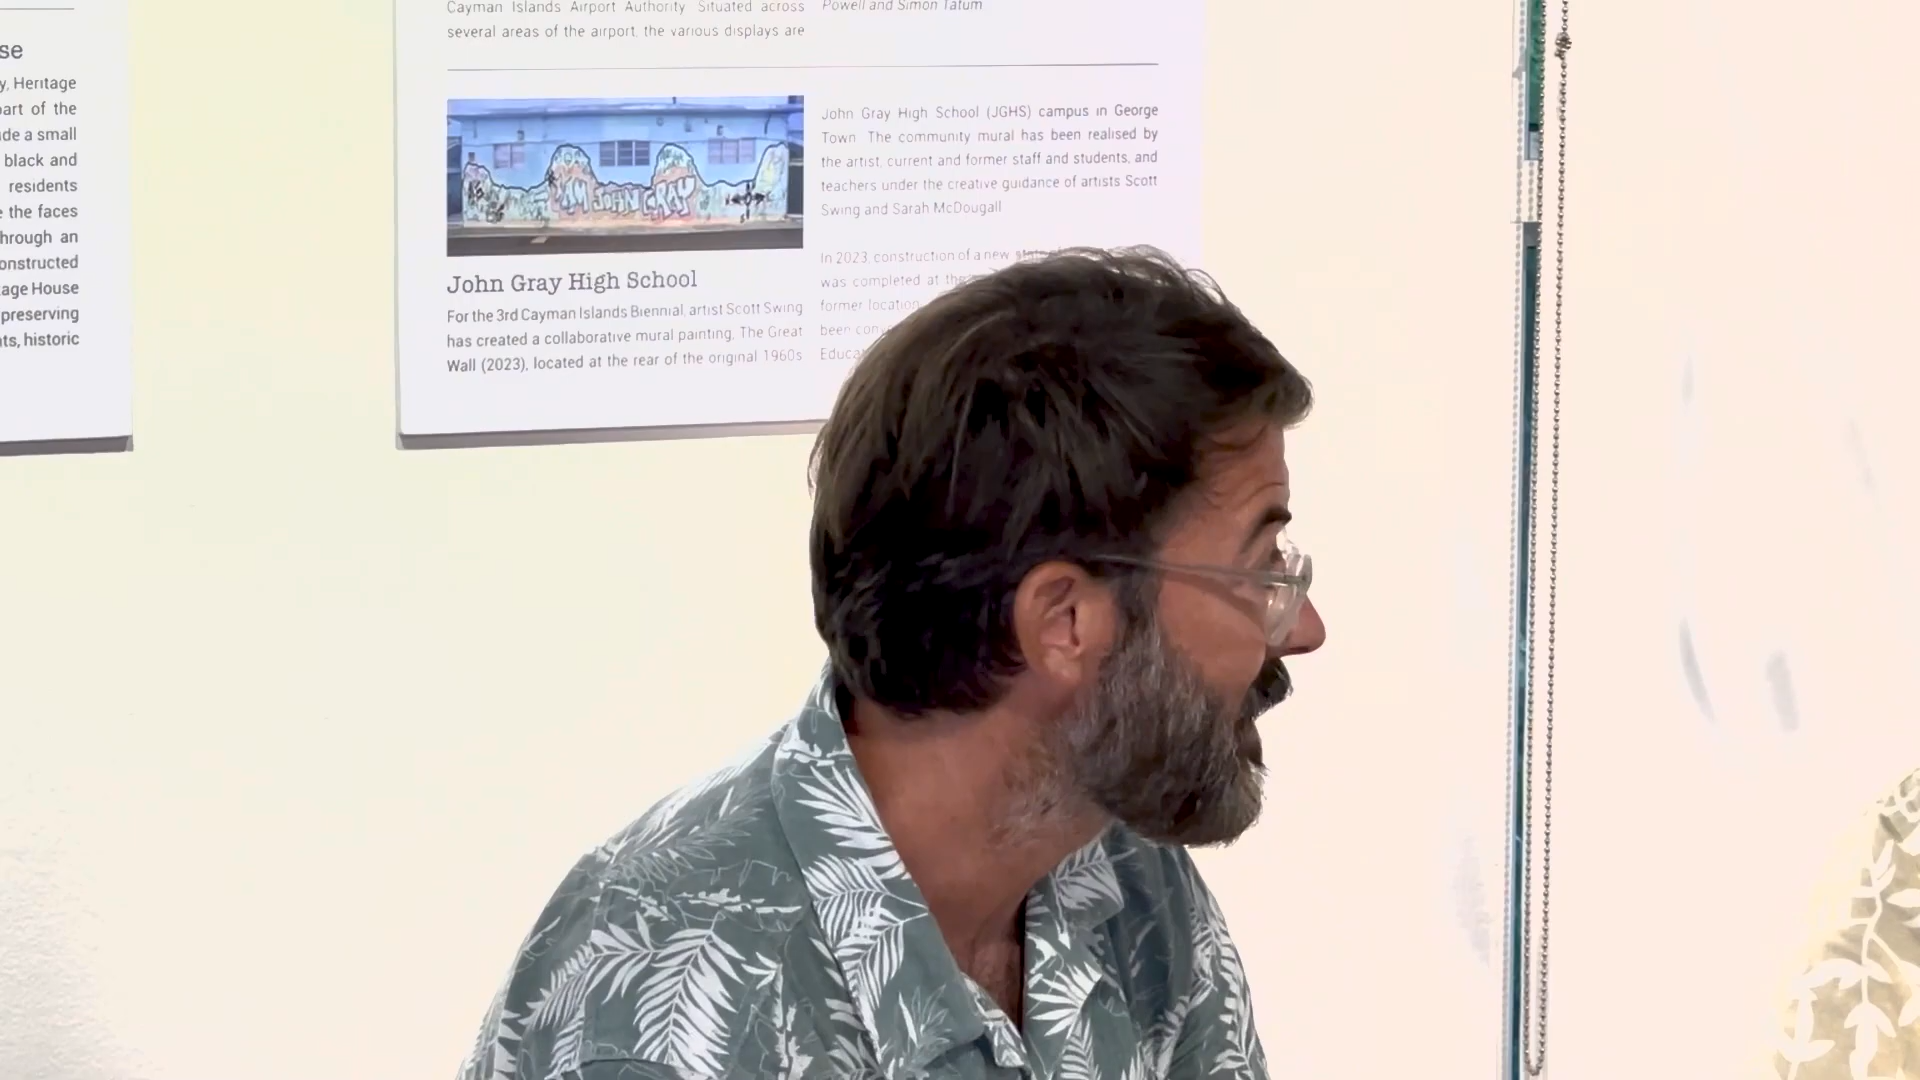 se
y, Heritage
part of the
de a small
black and
residents
the faces
hrough an
onstructed
age House
preserving
ts, historic
Cayman Islands Airport Authority. Situated across
several areas of the airport, the various displays are
Powell and Simon Tatum
I AM JOHN GRAY
John Gray High School
For the 3rd Cayman Islands Biennial, artist Scott Swing
has created a collaborative mural painting, The Great
Wall (2023), located at the rear of the original 1960s
John Gray High School (JGHS) campus in George
Town. The community mural has been realised by
the artist, current and former staff and students, and
teachers under the creative guidance of artists Scott
Swing and Sarah McDougall
In 2023, construction of a new
was completed at the
former location
been